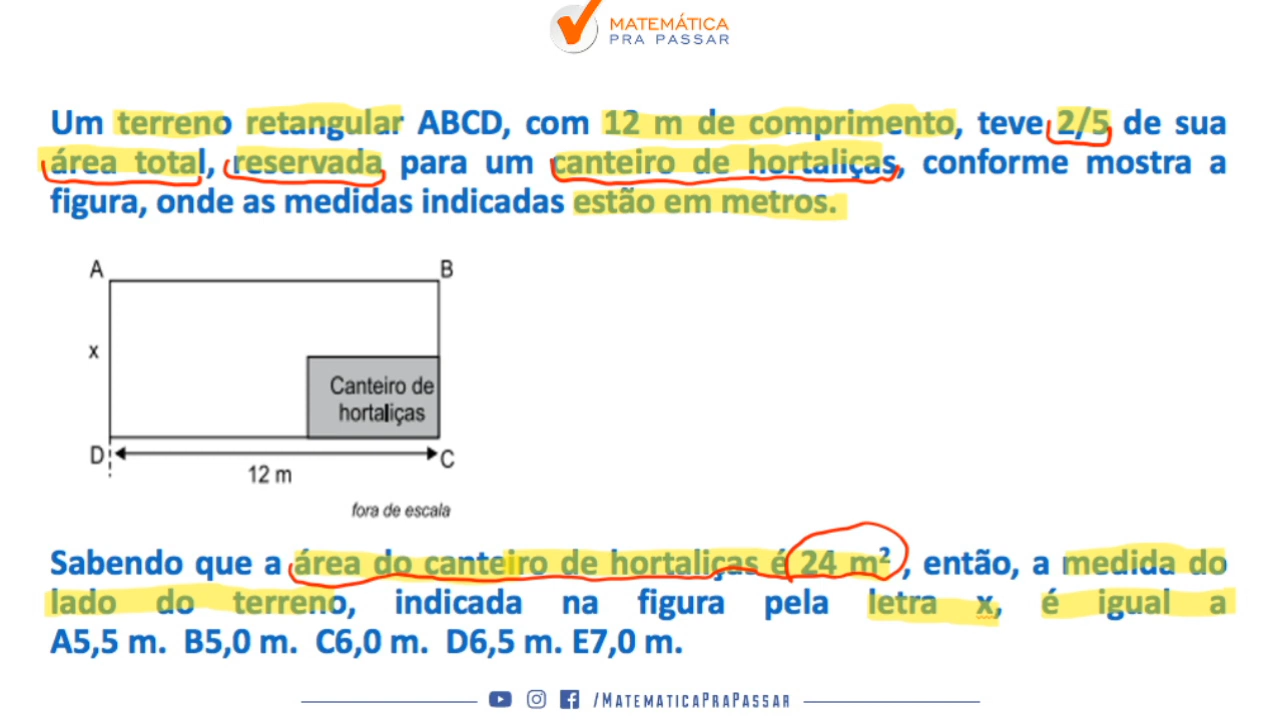 MATEMÁTICA
PRA PASSAR
Um terreno retangular ABCD, com 12 m de comprimento, teve 2/5 de sua
área total, reservada para um canteiro de hortaliças, conforme mostra a
figura, onde as medidas indicadas estão em metros.
A B
x
Canteiro de
hortaliças
D C
12 m
fora de escala
Sabendo que a área do canteiro de hortaliças é 24 m², então, a medida do
lado do terreno, indicada na figura pela letra x, é igual a
A5,5 m. B5,0 m. C6,0 m. D6,5 m. E7,0 m.
/MATEMATICAPRAPASSAR